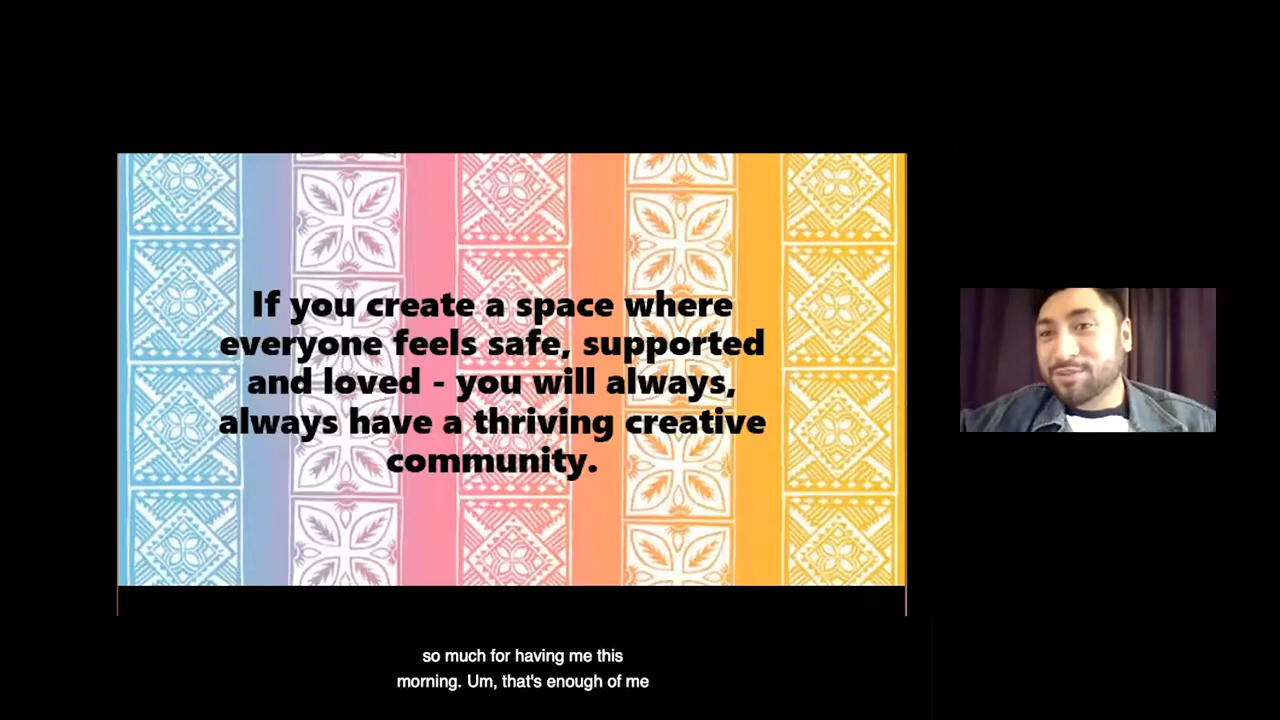 If you create a space where
everyone feels safe, supported
and loved - you will always,
always have a thriving creative
community.
so much for having me this
morning. Um, that's enough of me